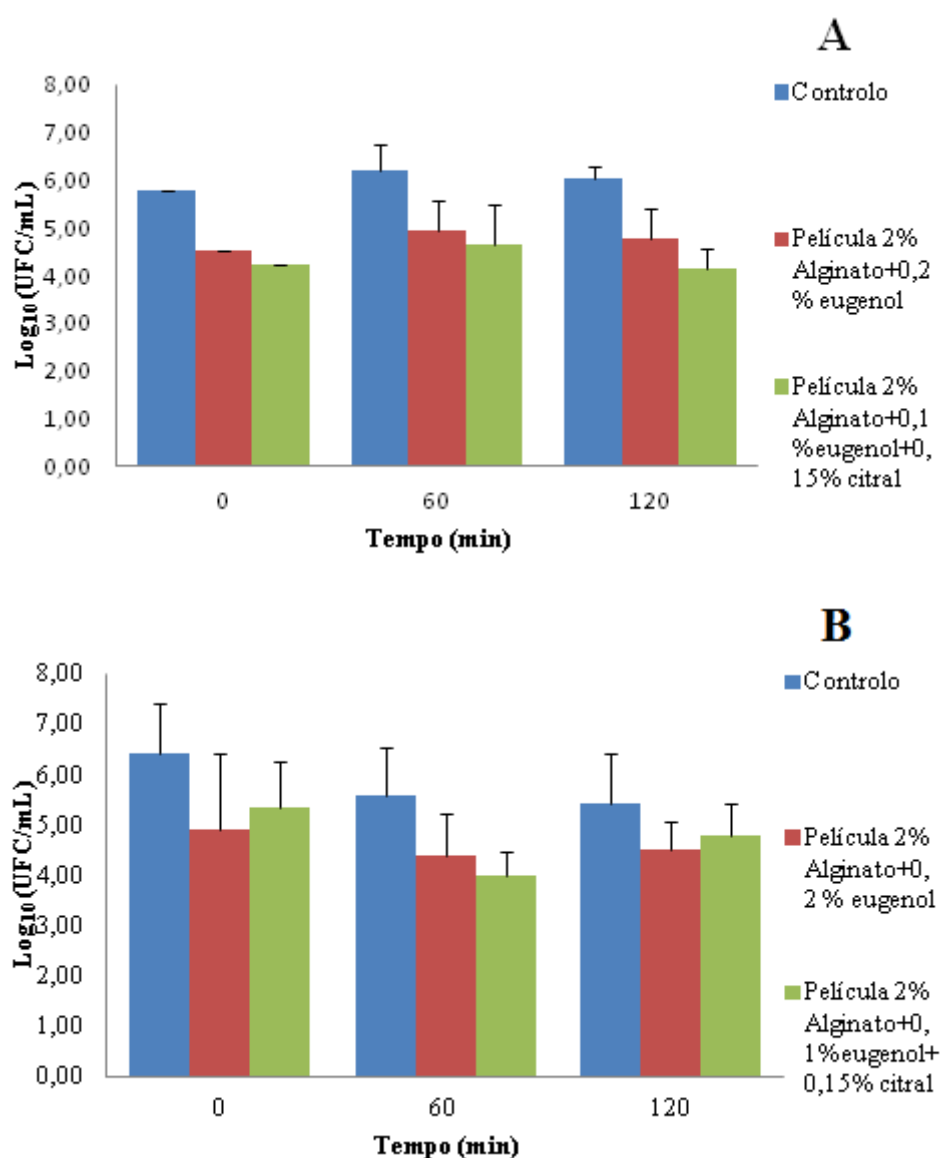 A
8,00
7,00
6,00
5,00
4,00
3,00
2,00
1,00
0,00
Log10 (UFC/mL)
0
60
120
Tempo (min)
Controlo
Película 2%
Alginato+0,2
% eugenol
Película 2%
Alginato+0,1
%eugenol+0,
15% citral
B
8,00
7,00
6,00
5,00
4,00
3,00
2,00
1,00
0,00
Log10 (UFC/mL)
0
60
120
Tempo (min)
Controlo
Película 2%
Alginato+0,
2 % eugenol
Película 2%
Alginato+0,
1%eugenol+
0,15% citral